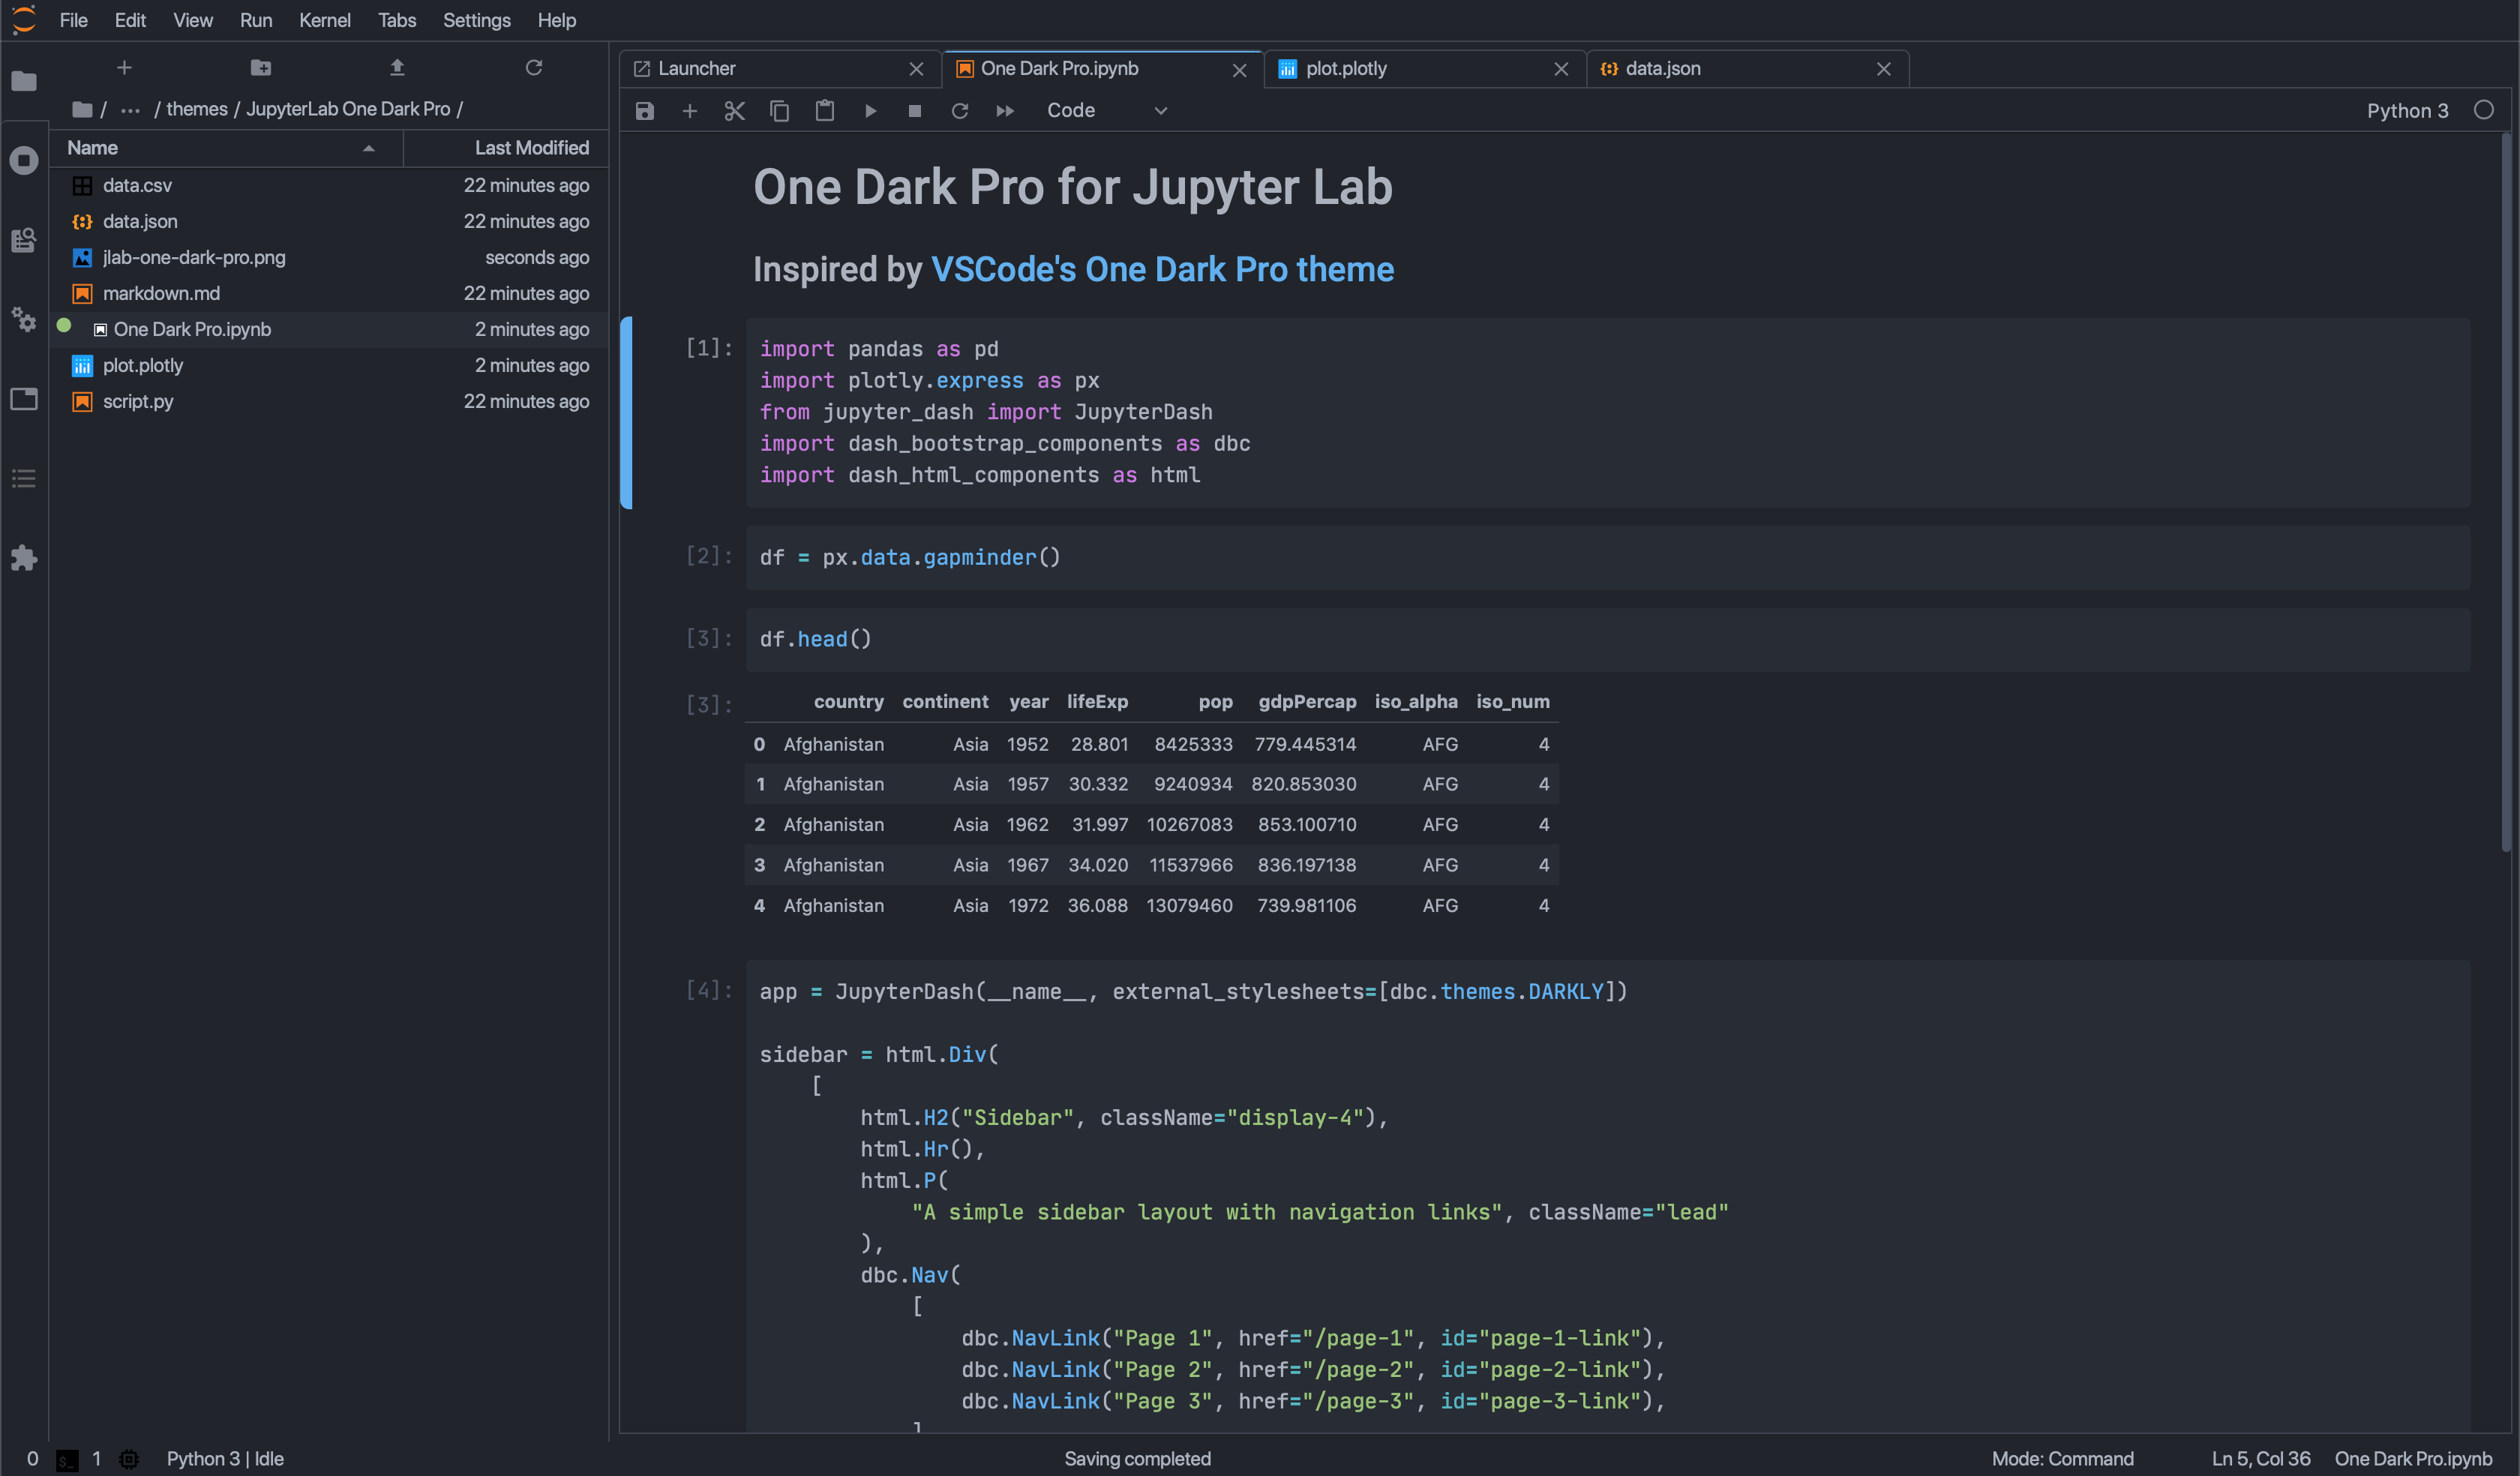 File Edit View Run Kernel Tabs Settings Help
/ ··· / themes / JupyterLab One Dark Pro /
Name Last Modified
data.csv 22 minutes ago
data.json 22 minutes ago
jlab-one-dark-pro.png seconds ago
markdown.md 22 minutes ago
One Dark Pro.ipynb 2 minutes ago
plot.plotly 2 minutes ago
script.py 22 minutes ago
Launcher One Dark Pro.ipynb plot.plotly data.json
Code Python 3
One Dark Pro for Jupyter Lab
Inspired by VSCode's One Dark Pro theme
[1]: import pandas as pd
import plotly.express as px
from jupyter_dash import JupyterDash
import dash_bootstrap_components as dbc
import dash_html_components as html
[2]: df = px.data.gapminder()
[3]: df.head()
[3]: country continent year lifeExp pop gdpPercap iso_alpha iso_num
0 Afghanistan Asia 1952 28.801 8425333 779.445314 AFG 4
1 Afghanistan Asia 1957 30.332 9240934 820.853030 AFG 4
2 Afghanistan Asia 1962 31.997 10267083 853.100710 AFG 4
3 Afghanistan Asia 1967 34.020 11537966 836.197138 AFG 4
4 Afghanistan Asia 1972 36.088 13079460 739.981106 AFG 4
[4]: app = JupyterDash(__name__, external_stylesheets=[dbc.themes.DARKLY])
sidebar = html.Div(
[
html.H2("Sidebar", className="display-4"),
html.Hr(),
html.P(
"A simple sidebar layout with navigation links", className="lead"
),
dbc.Nav(
[
dbc.NavLink("Page 1", href="/page-1", id="page-1-link"),
dbc.NavLink("Page 2", href="/page-2", id="page-2-link"),
dbc.NavLink("Page 3", href="/page-3", id="page-3-link"),
]
0 $_ 1 Python 3 | Idle Saving completed Mode: Command Ln 5, Col 36 One Dark Pro.ipynb